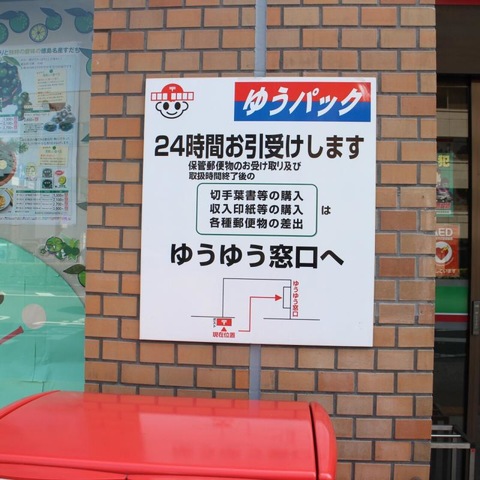 ゆうパック
24時間お引受けします
保管郵便物のお受け取り及び
取扱時間終了後の
切手葉書等の購入
収入印紙等の購入
各種郵便物の差出
は
ゆうゆう窓口へ
ゆうゆう窓口
〒
現在位置